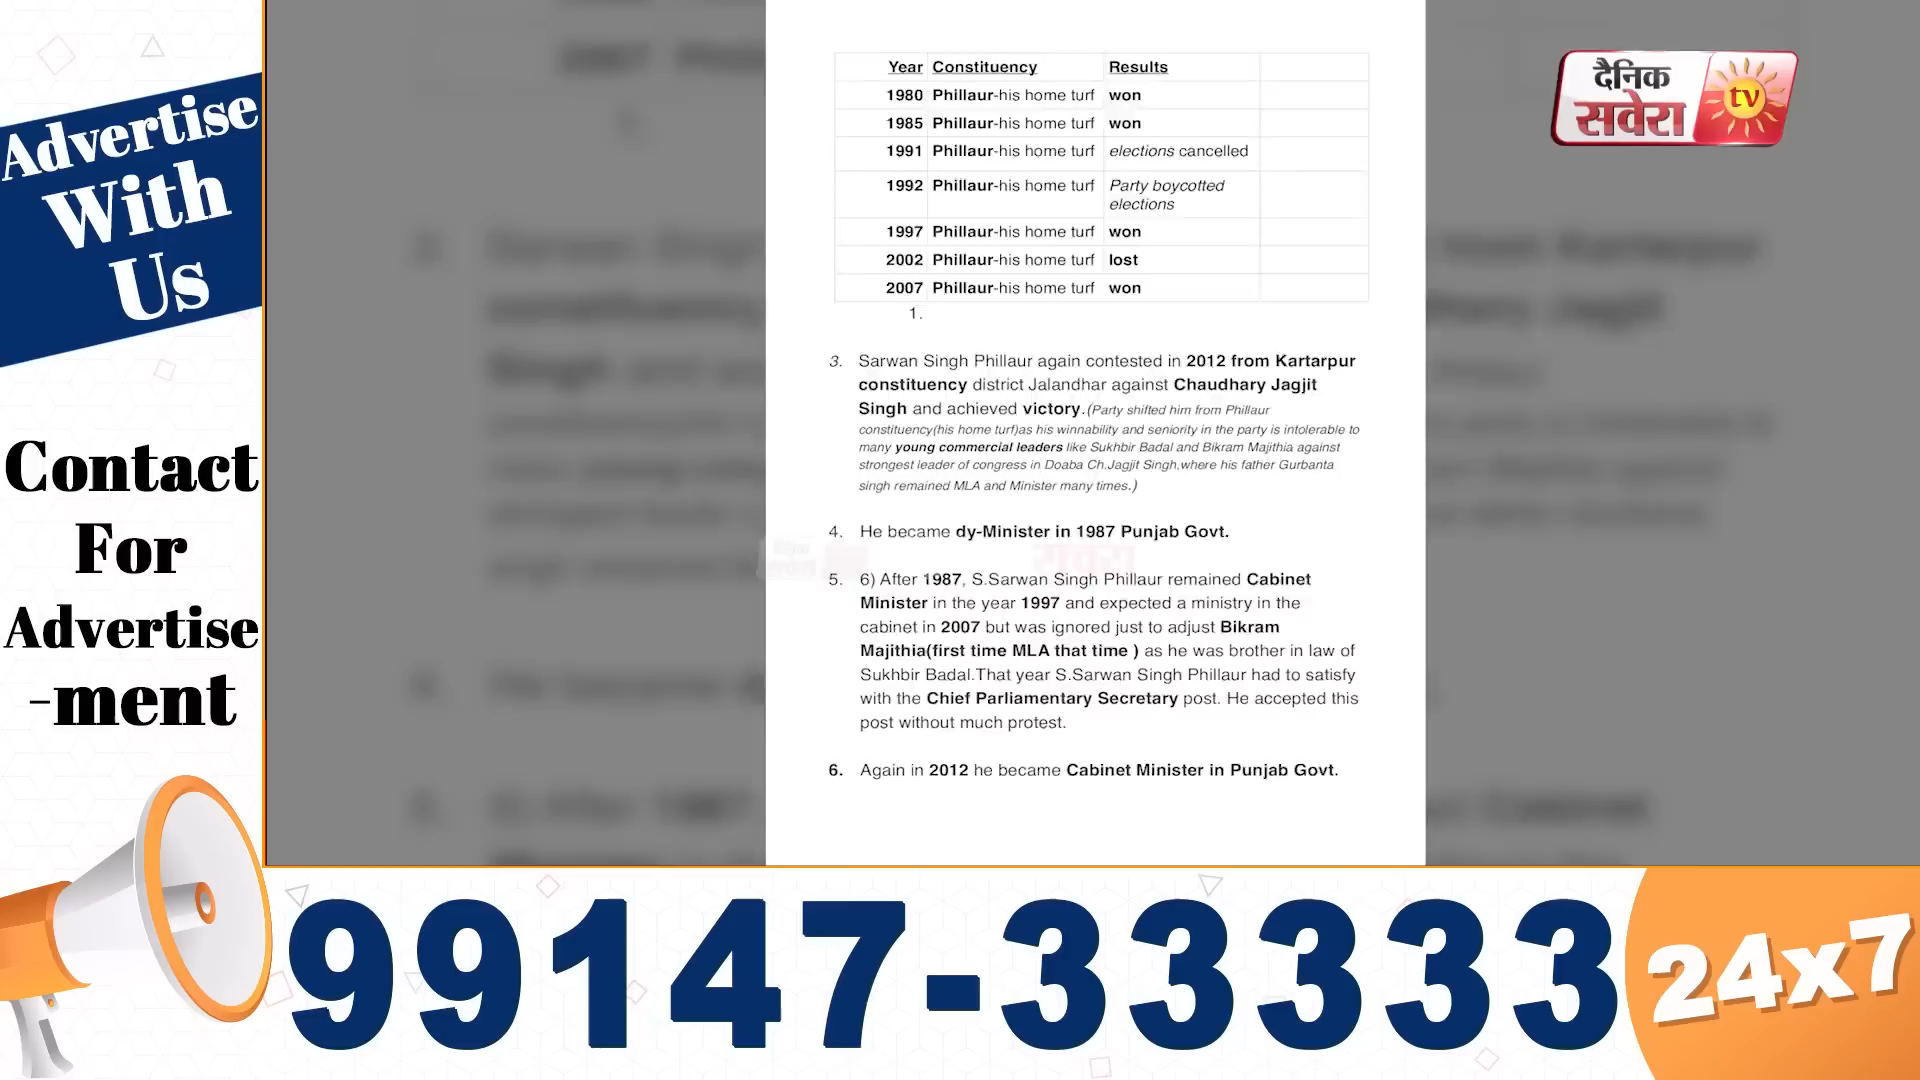 Advertise
With
Us
Contact
For
Advertise
-ment
Year Constituency Results
1980 Phillaur-his home turf won
1985 Phillaur-his home turf won
1991 Phillaur-his home turf elections cancelled
1992 Phillaur-his home turf Party boycotted
elections
1997 Phillaur-his home turf won
2002 Phillaur-his home turf lost
2007 Phillaur-his home turf won
1.
3. Sarwan Singh Phillaur again contested in 2012 from Kartarpur
constituency district Jalandhar against Chaudhary Jagjit
Singh and achieved victory.(Party shifted him from Phillaur
constituency(his home turf)as his winnability and seniority in the party is intolerable to
many young commercial leaders like Sukhbir Badal and Bikram Majithia against
strongest leader of congress in Doaba Ch.Jagjit Singh,where his father Gurbanta
singh remained MLA and Minister many times.)
4. He became dy-Minister in 1987 Punjab Govt.
5. 6) After 1987, S.Sarwan Singh Phillaur remained Cabinet
Minister in the year 1997 and expected a ministry in the
cabinet in 2007 but was ignored just to adjust Bikram
Majithia(first time MLA that time ) as he was brother in law of
Sukhbir Badal.That year S.Sarwan Singh Phillaur had to satisfy
with the Chief Parliamentary Secretary post. He accepted this
post without much protest.
6. Again in 2012 he became Cabinet Minister in Punjab Govt.
दैनिक
सवेरा
tv
99147-33333
24x7